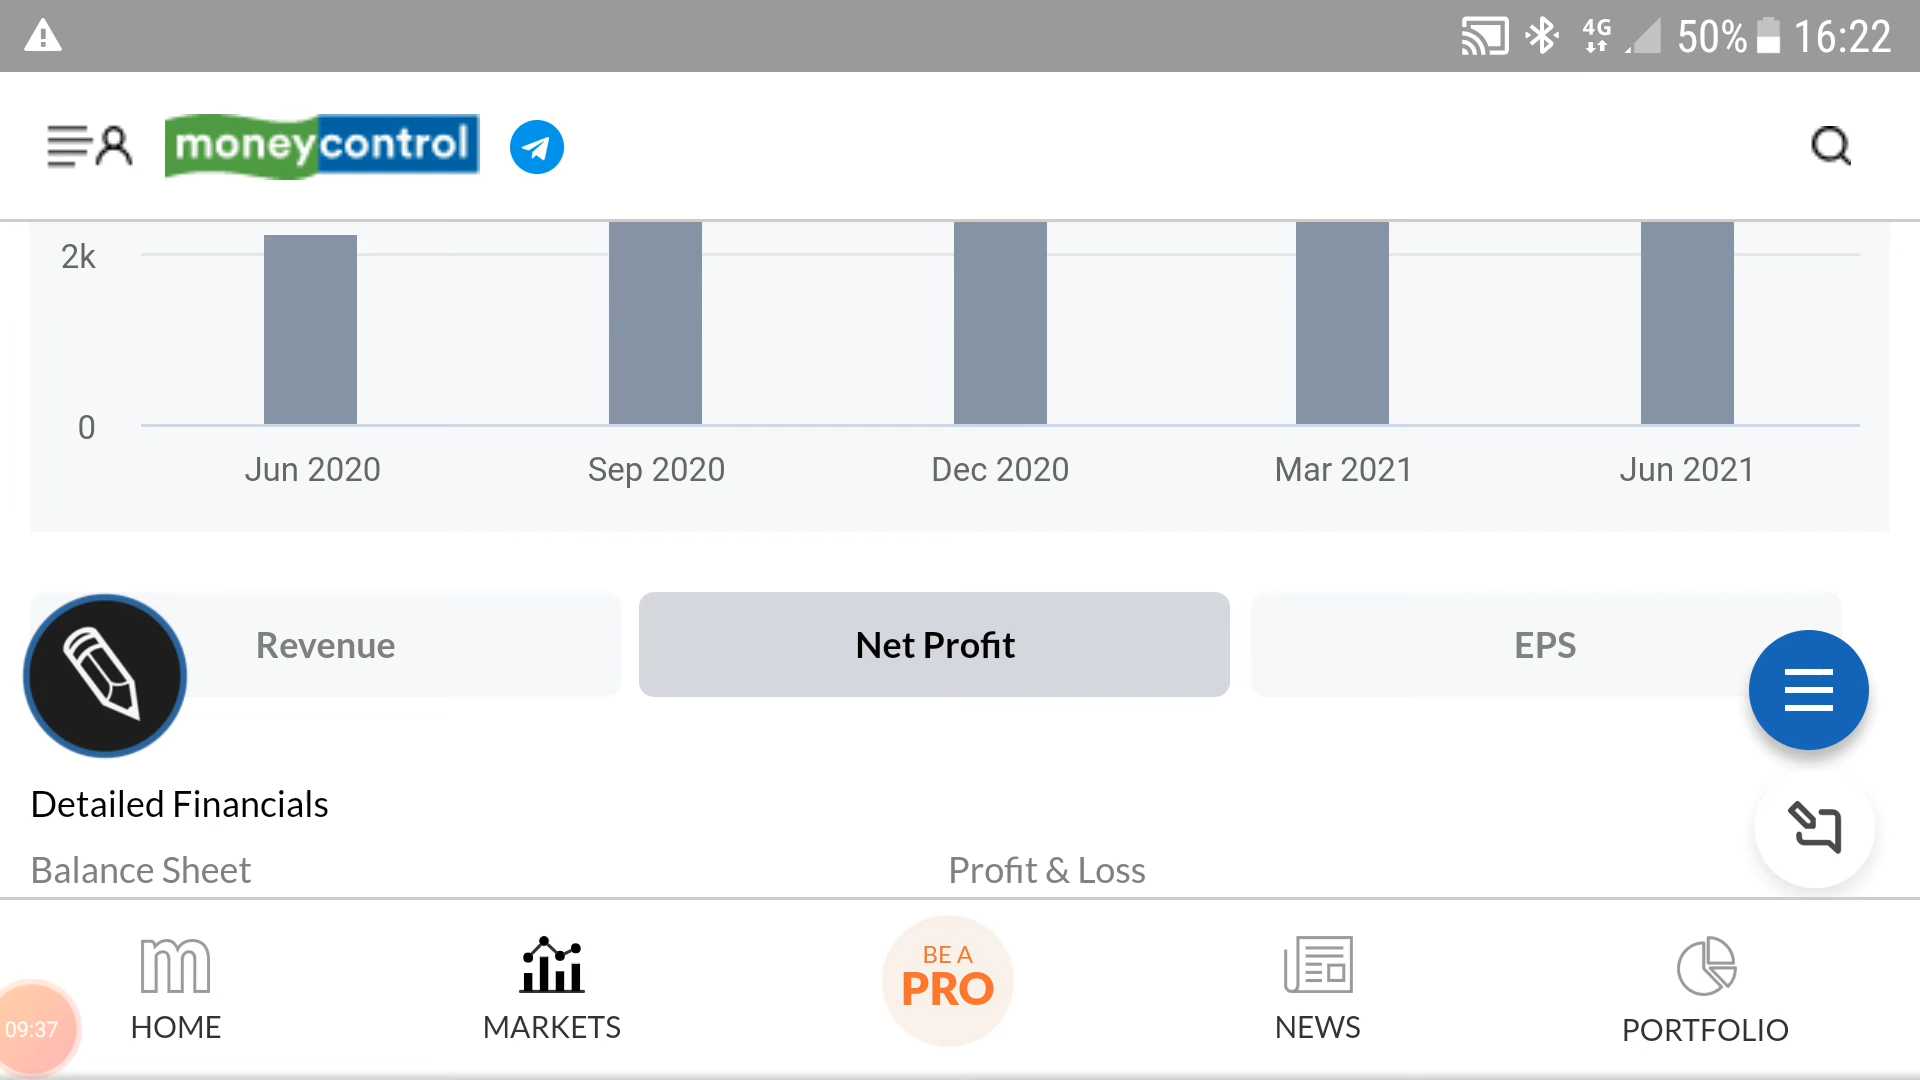 4G 50% 16:22
moneycontrol
2k
0
Jun 2020 Sep 2020 Dec 2020 Mar 2021 Jun 2021
Revenue Net Profit EPS
Detailed Financials
Balance Sheet Profit & Loss
BE A
PRO
09:37 HOME MARKETS NEWS PORTFOLIO